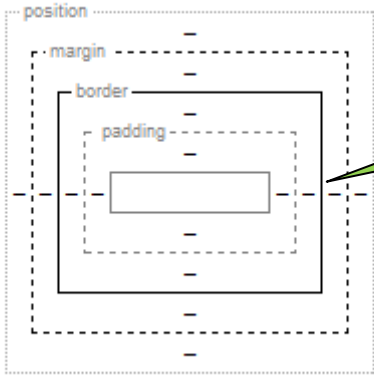 position
–
margin
–
border
–
padding
–
– – – – – – – –
–
–
–
–